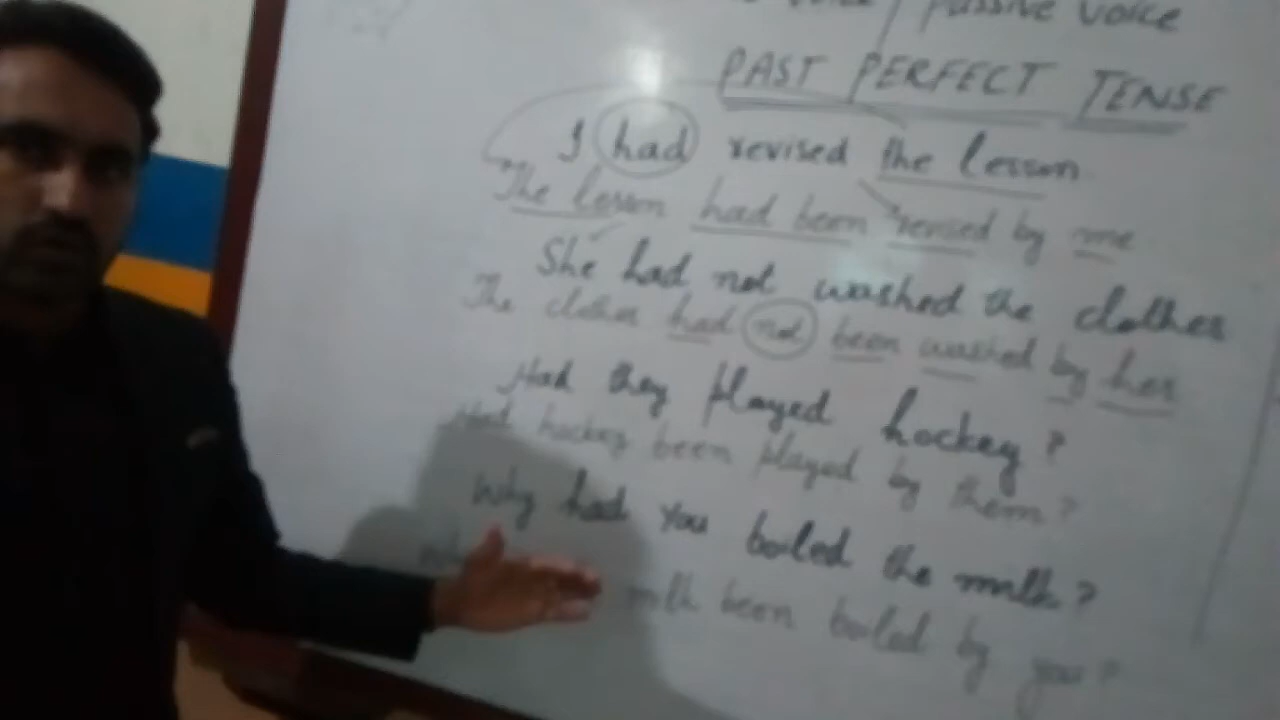 voice / passive voice
PAST PERFECT TENSE
I had revised the lesson
The lesson had been revised by me
She had not washed the clothes
The clothes had not been washed by her
Had they played hockey?
Had hockey been played by them?
Why had you boiled the milk?
milk been boiled by you?